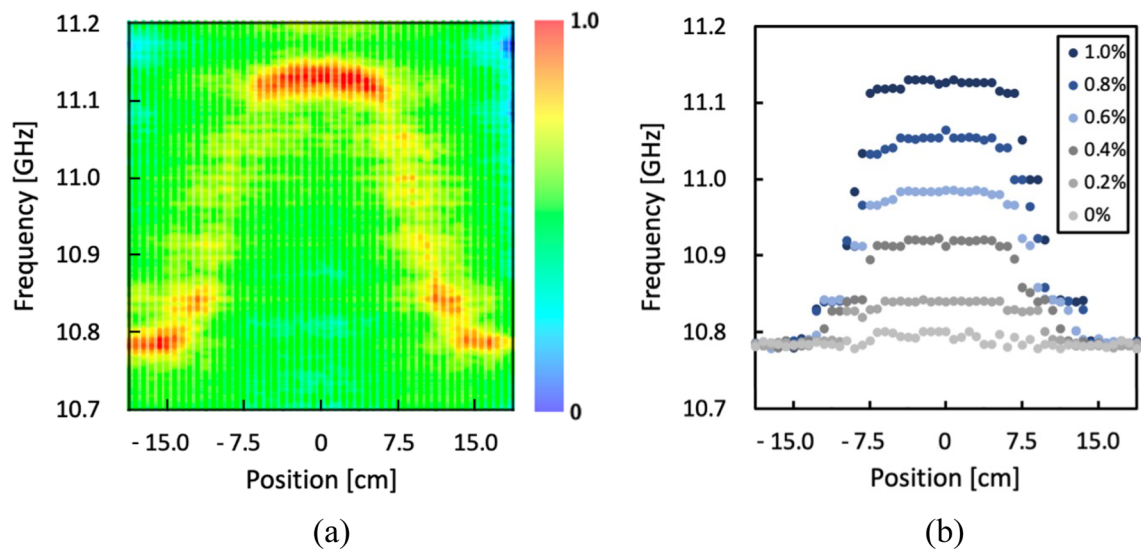 11.2
11.1
11.0
10.9
10.8
10.7
Frequency [GHz]
- 15.0 -7.5 0 7.5 15.0
Position [cm]
1.0
0
(a)
11.2
11.1
11.0
10.9
10.8
10.7
Frequency [GHz]
- 15.0 -7.5 0 7.5 15.0
Position [cm]
1.0%
0.8%
0.6%
0.4%
0.2%
0%
(b)